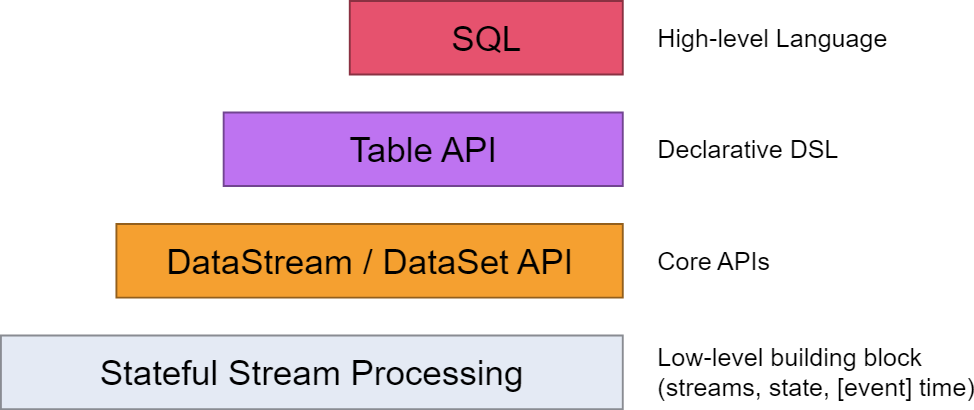 SQL
High-level Language
Table API
Declarative DSL
DataStream / DataSet API
Core APIs
Stateful Stream Processing
Low-level building block
(streams, state, [event] time)